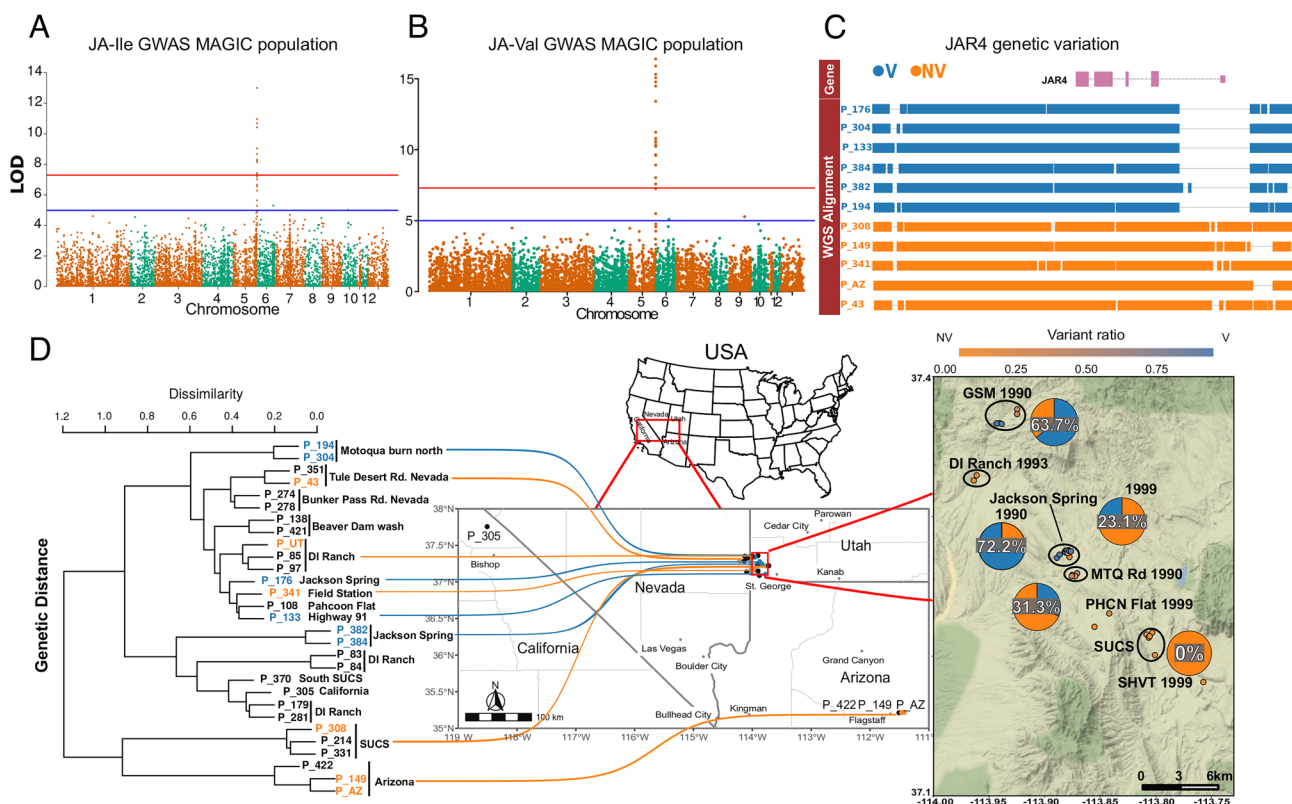 A
JA-Ile GWAS MAGIC population
LOD
14
12
10
8
6
4
2
0
1 2 3 4 5 6 7 8 9 10 12
Chromosome
B
JA-Val GWAS MAGIC population
15
10
5
0
1 2 3 4 5 6 7 8 9 10 12
Chromosome
C
JAR4 genetic variation
V NV
Gene
JAR4
WGS Alignment
P_176
P_304
P_133
P_384
P_382
P_194
P_308
P_149
P_341
P_AZ
P_43
D
Dissimilarity
1.2 1.0 0.8 0.6 0.4 0.2 0.0
Genetic Distance
P_194
P_304
Motoqua burn north
P_351
P_43
Tule Desert Rd. Nevada
P_274
P_278
Bunker Pass Rd. Nevada
P_138
P_421
Beaver Dam wash
P_UT
P_85
P_97
DI Ranch
P_176 Jackson Spring
P_341 Field Station
P_108 Pahcoon Flat
P_133 Highway 91
P_382
P_384
Jackson Spring
P_83
P_84
DI Ranch
P_370 South SUCS
P_305 California
P_179
P_281
DI Ranch
P_308
P_214
P_331
SUCS
P_422
P_149
P_AZ
Arizona
USA
Nevada
Utah
California
Arizona
38°N
37.5°N
37°N
36.5°N
36°N
35.5°N
35°N
119°W 118°W 117°W 116°W 115°W 114°W 113°W 112°W 111°
P_305
Bishop
Parowan
Cedar City
Utah
Kanab
St. George
Nevada
California
Las Vegas
Boulder City
Grand Canyon
Arizona
Bullhead City
Kingman
P_422 P_149 P_AZ
Flagstaff
N
100 km
Variant ratio
NV V
0.00 0.25 0.50 0.75
37.4
GSM 1990
63.7%
DI Ranch 1993
Jackson Spring
1990
1999
72.2%
23.1%
MTQ Rd 1990
31.3%
PHCN Flat 1999
SUCS
0%
SHVT 1999
0 3 6km
37.1
-114.00 -113.95 -113.90 -113.85 -113.80 -113.75